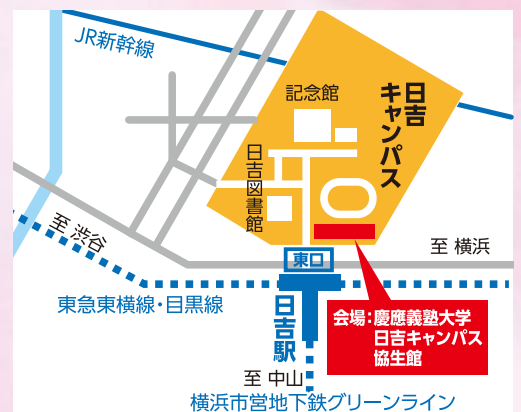 JR新幹線
記念館
日吉
キャンパス
日吉図書館
至 渋谷
至 横浜
東口
東急東横線・目黒線
日吉駅
会場：慶應義塾大学
日吉キャンパス
協生館
至 中山
横浜市営地下鉄グリーンライン